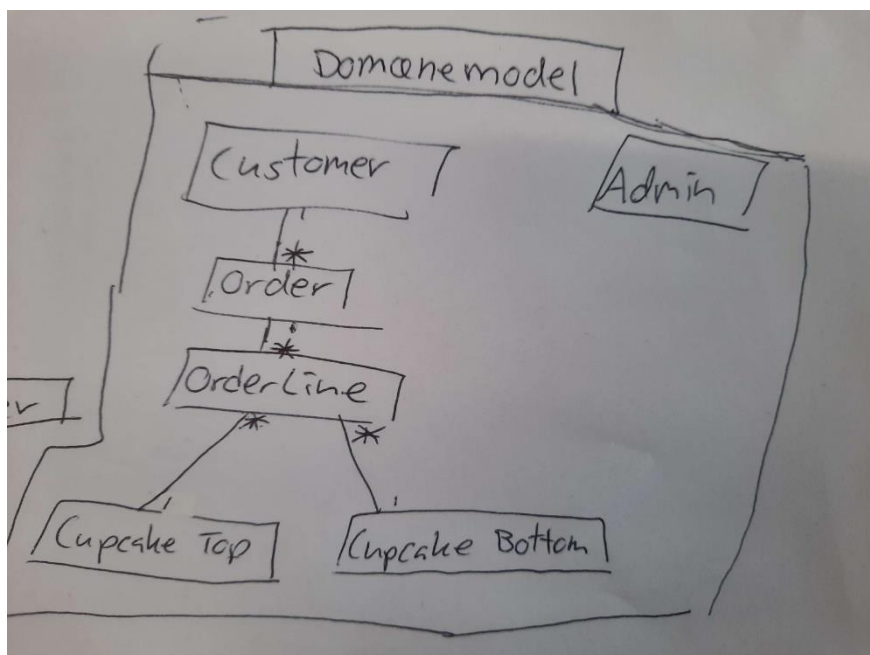 Domænemodel
Customer
Admin
1
*
Order
1
*
OrderLine
* *
1 1
Cupcake Top
Cupcake Bottom